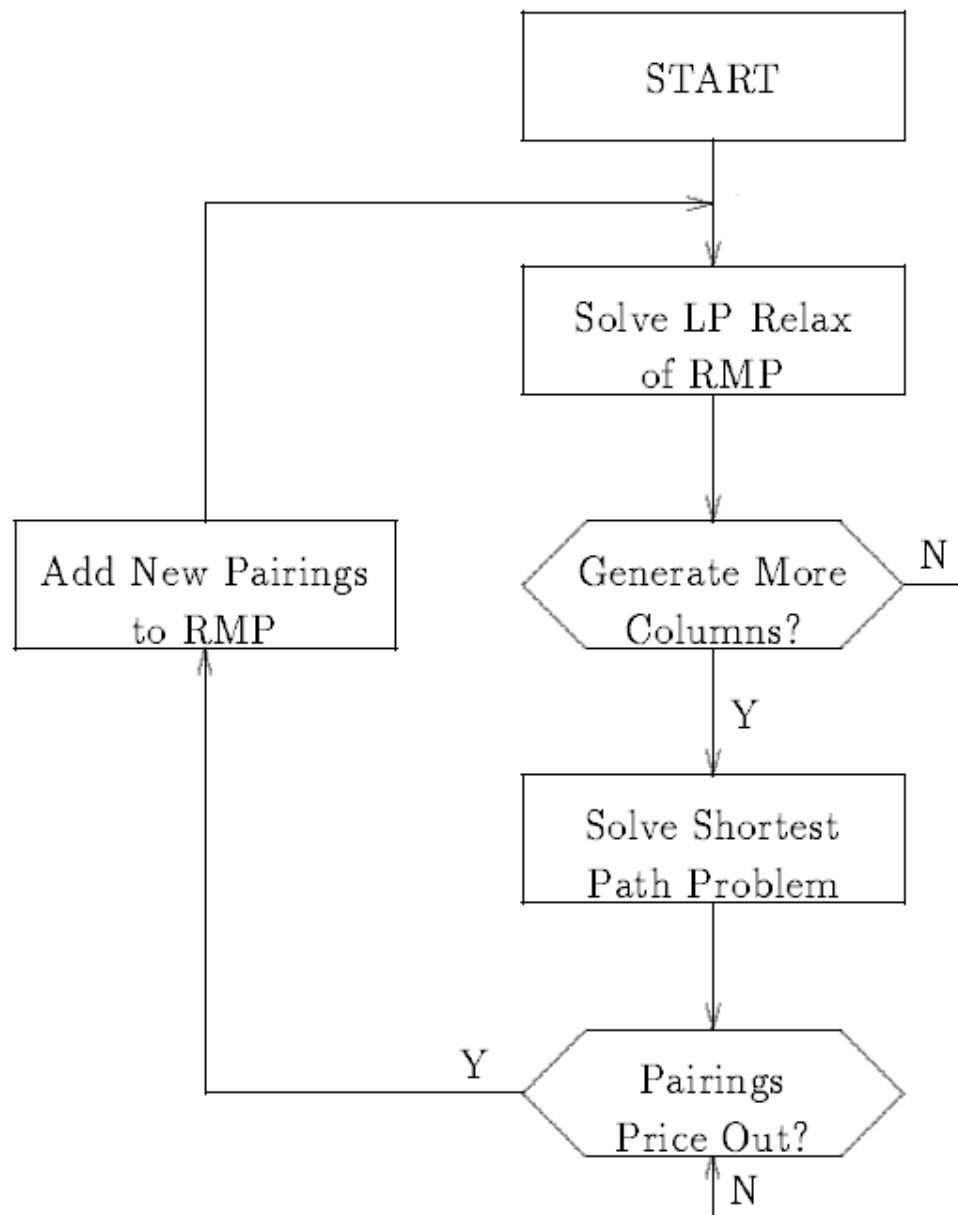 START
Solve LP Relax
of RMP
Add New Pairings
to RMP
Generate More
Columns?
N
Y
Solve Shortest
Path Problem
Y
Pairings
Price Out?
N